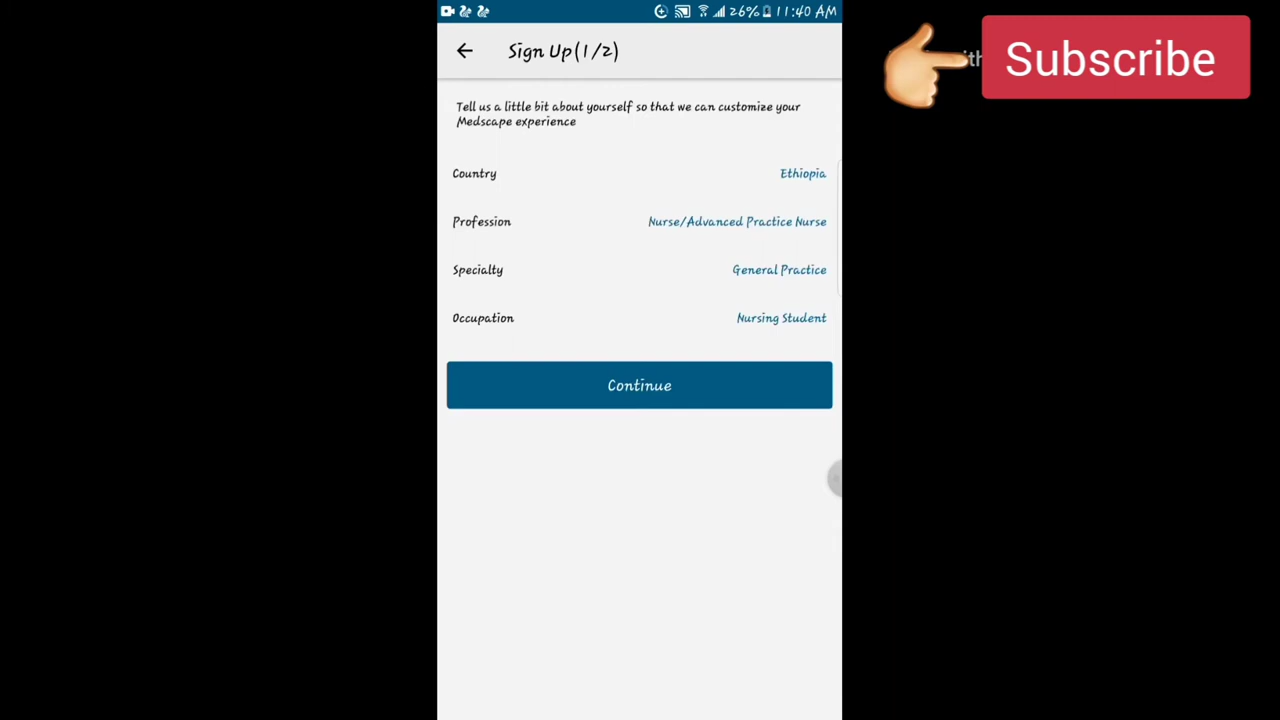 26% 11:40 AM
Sign Up(1/2)
Subscribe
Tell us a little bit about yourself so that we can customize your
Medscape experience
Country Ethiopia
Profession Nurse/Advanced Practice Nurse
Specialty General Practice
Occupation Nursing Student
Continue